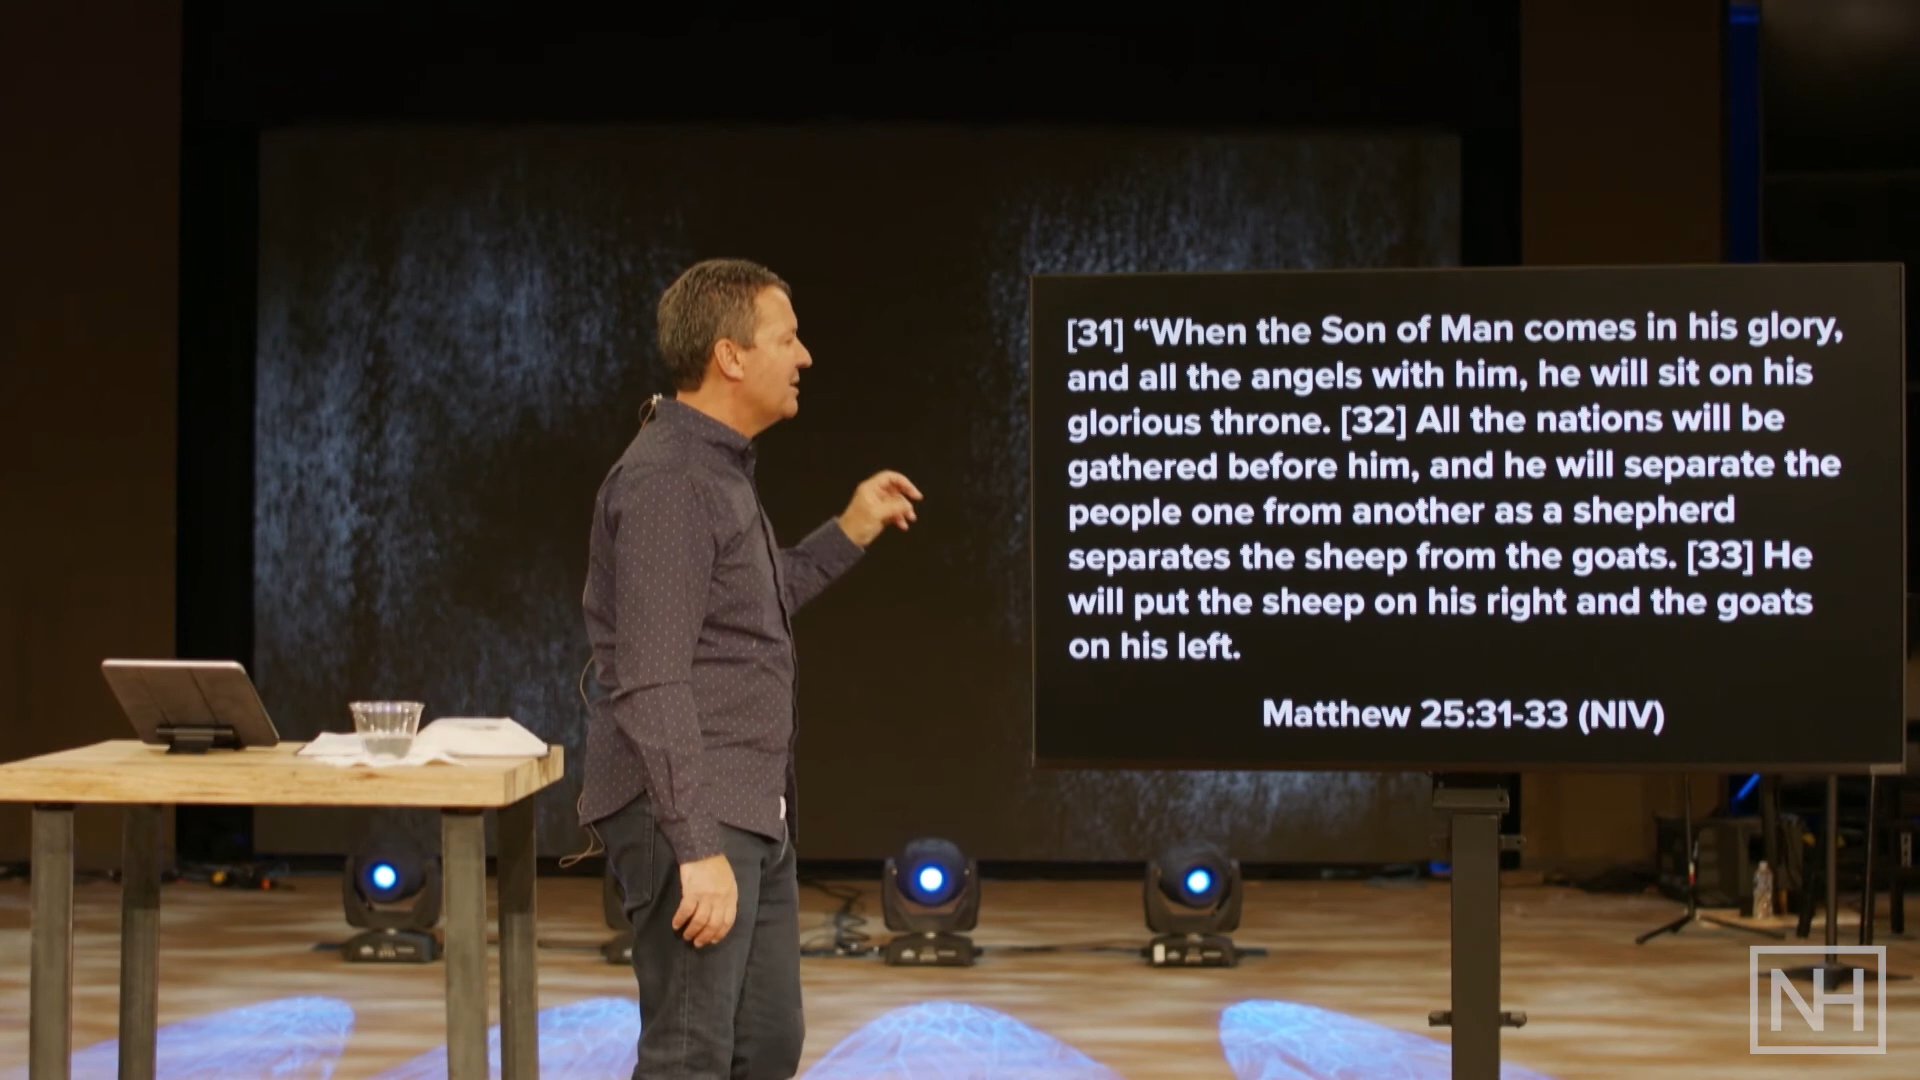 [31] “When the Son of Man comes in his glory,
and all the angels with him, he will sit on his
glorious throne. [32] All the nations will be
gathered before him, and he will separate the
people one from another as a shepherd
separates the sheep from the goats. [33] He
will put the sheep on his right and the goats
on his left.
Matthew 25:31-33 (NIV)
NH